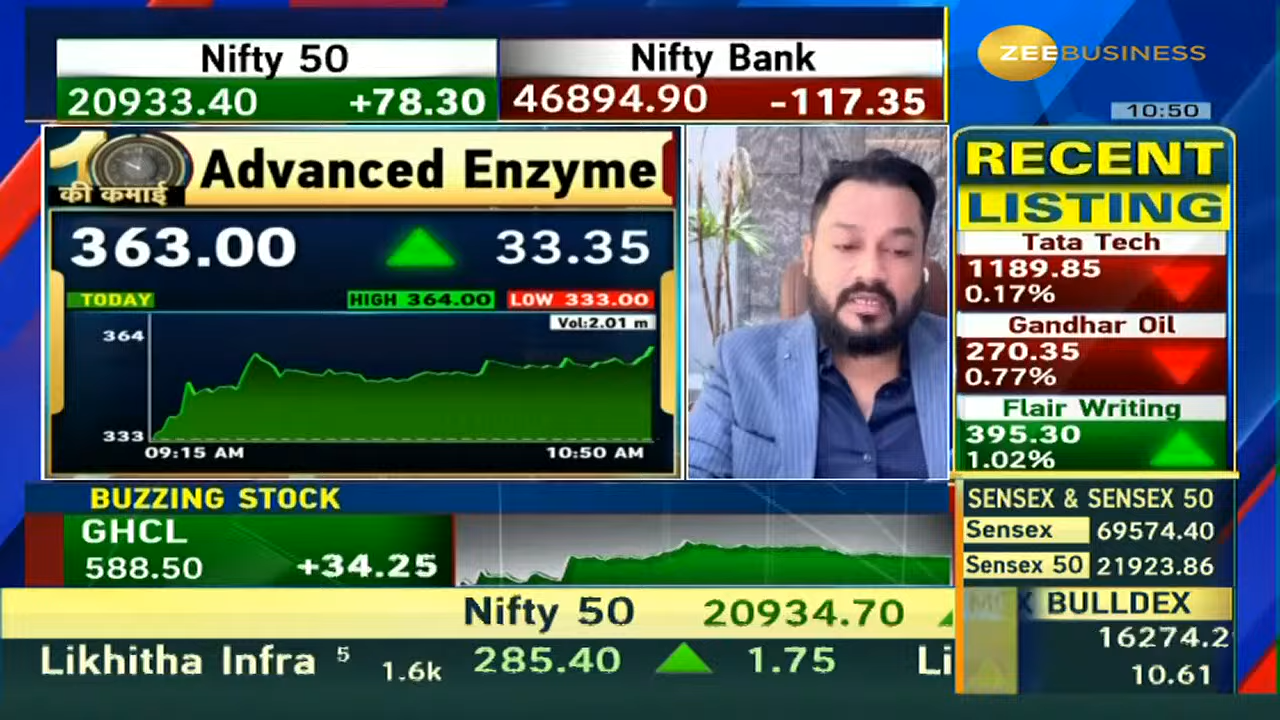 Nifty 50
20933.40 +78.30
Nifty Bank
46894.90 -117.35
ZEEBUSINESS
10:50
की कमाई
Advanced Enzyme
363.00 33.35
TODAY HIGH 364.00 LOW 333.00
Vol:2.01 m
364
333
09:15 AM 10:50 AM
RECENT
LISTING
Tata Tech
1189.85
0.17%
Gandhar Oil
270.35
0.77%
Flair Writing
395.30
1.02%
BUZZING STOCK
GHCL
588.50 +34.25
SENSEX & SENSEX 50
Sensex 69574.40
Sensex 50 21923.86
BULLDEX
16274.2
10.61
Nifty 50 20934.70
Likhitha Infra 5 1.6k 285.40 1.75 Li